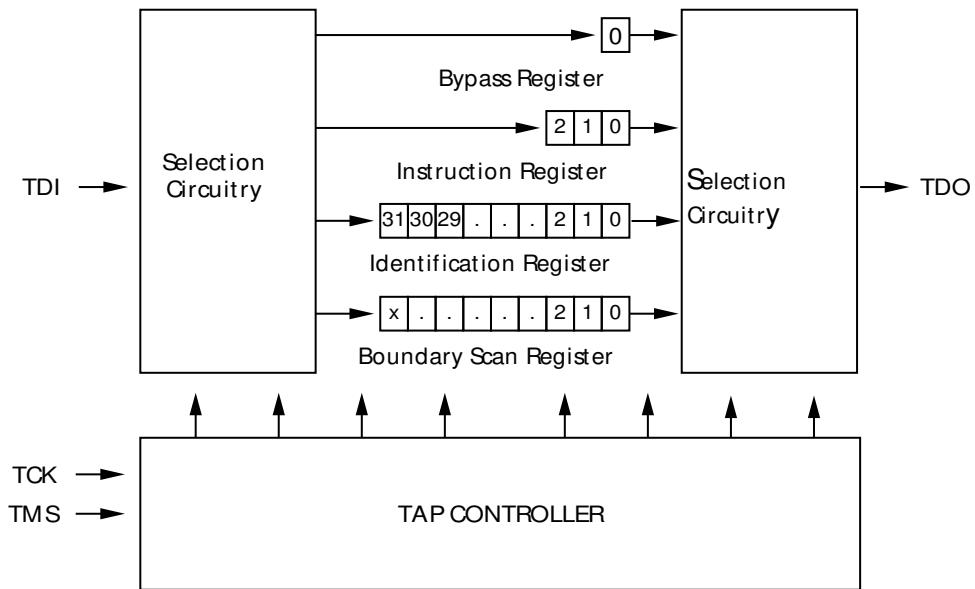 0
Bypass Register
2 1 0
Selection
Circuitry
Instruction Register
Selection
Circuitry
TDI
TDO
31 30 29 . . . 2 1 0
Identification Register
x . . . . . 2 1 0
Boundary Scan Register
TCK
TMS
TAP CONTROLLER